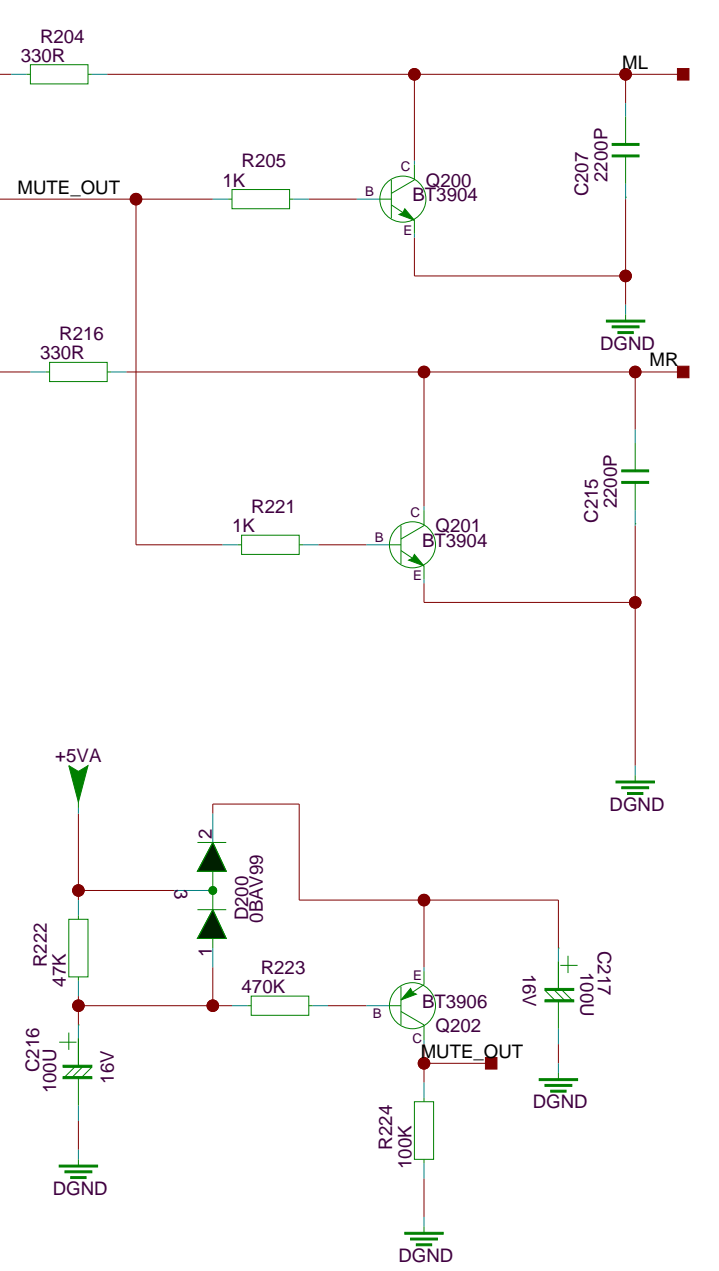 R204
330R
ML
R205
1K
C
Q200
BT3904
B
E
C207
2200P
MUTE_OUT
DGND
R216
330R
MR
R221
1K
C
Q201
BT3904
B
E
C215
2200P
DGND
+5VA
2
3
1
D200
0BAV99
R222
47K
R223
470K
E
BT3906
B
Q202
C
MUTE_OUT
C217
100U
16V
+
DGND
C216
100U
16V
+
DGND
R224
100K
DGND